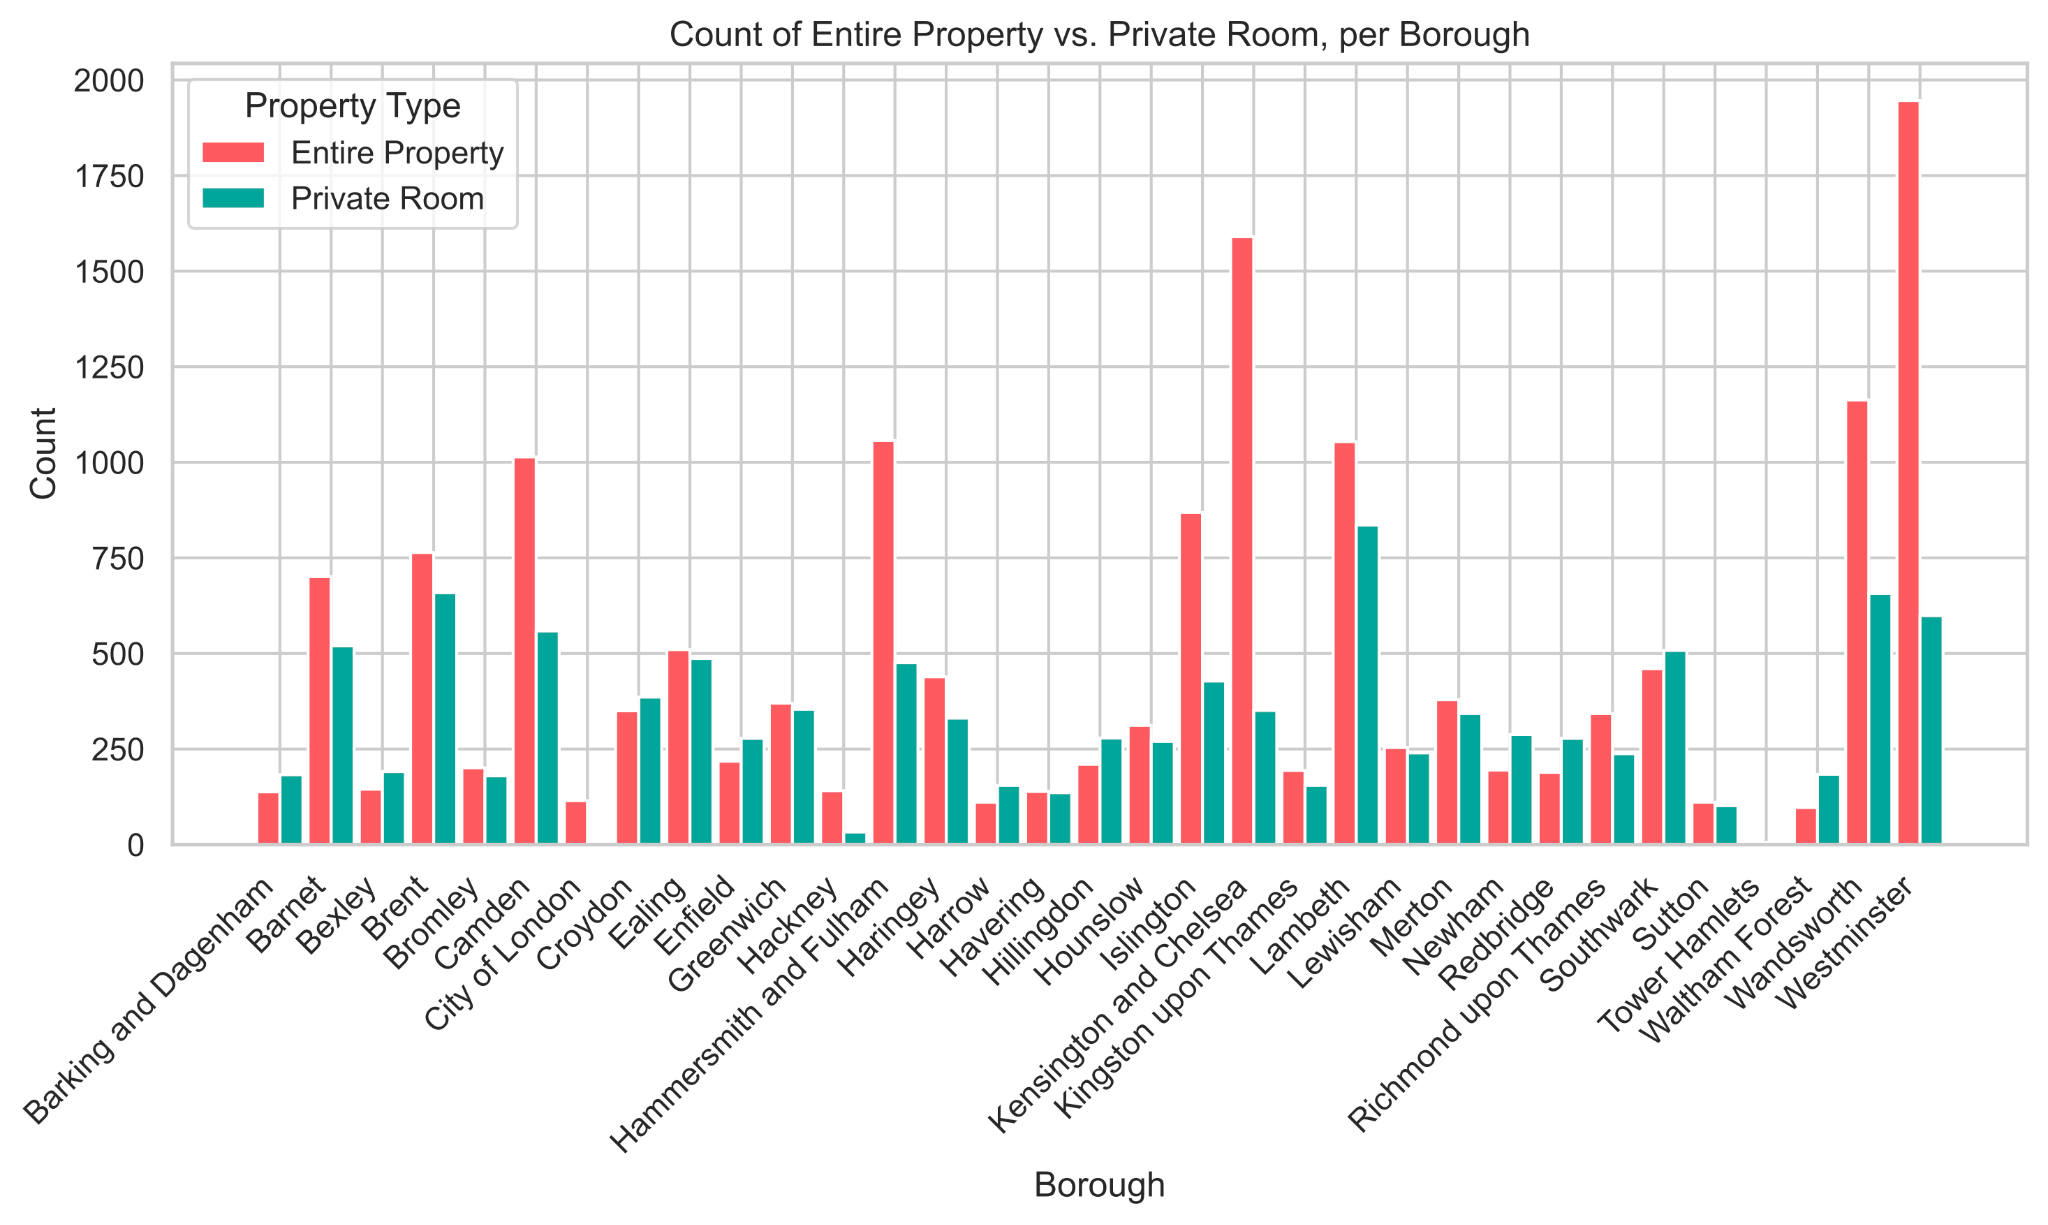 Count of Entire Property vs. Private Room, per Borough
Property Type
Entire Property
Private Room
2000
1750
1500
1250
1000
750
500
250
0
Count
Barking and Dagenham
Barnet
Bexley
Brent
Bromley
Camden
City of London
Croydon
Ealing
Enfield
Greenwich
Hackney
Hammersmith and Fulham
Haringey
Harrow
Havering
Hillingdon
Hounslow
Islington
Kensington and Chelsea
Kingston upon Thames
Lambeth
Lewisham
Merton
Newham
Redbridge
Richmond upon Thames
Southwark
Sutton
Tower Hamlets
Waltham Forest
Wandsworth
Westminster
Borough